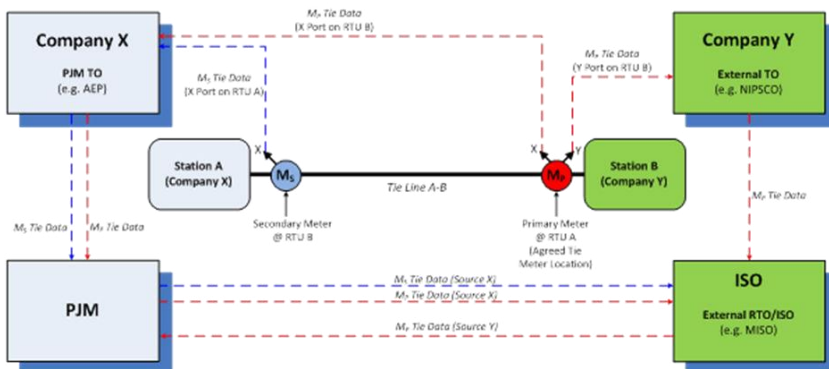 Company X
PJM TO
(e.g. AEP)
Mₚ Tie Data
(X Port on RTU B)
Mₛ Tie Data
(X Port on RTU A)
Mₚ Tie Data
(Y Port on RTU B)
Company Y
External TO
(e.g. NIPSCO)
Station A
(Company X)
X
Mₛ
Tie Line A-B
X
Y
Mₚ
Station B
(Company Y)
Secondary Meter
@ RTU B
Primary Meter
@ RTU A
(Agreed Tie
Meter Location)
Mₛ Tie Data
Mₚ Tie Data
Mₚ Tie Data
PJM
Mₛ Tie Data (Source X)
Mₚ Tie Data (Source X)
Mₚ Tie Data (Source Y)
ISO
External RTO/ISO
(e.g. MISO)